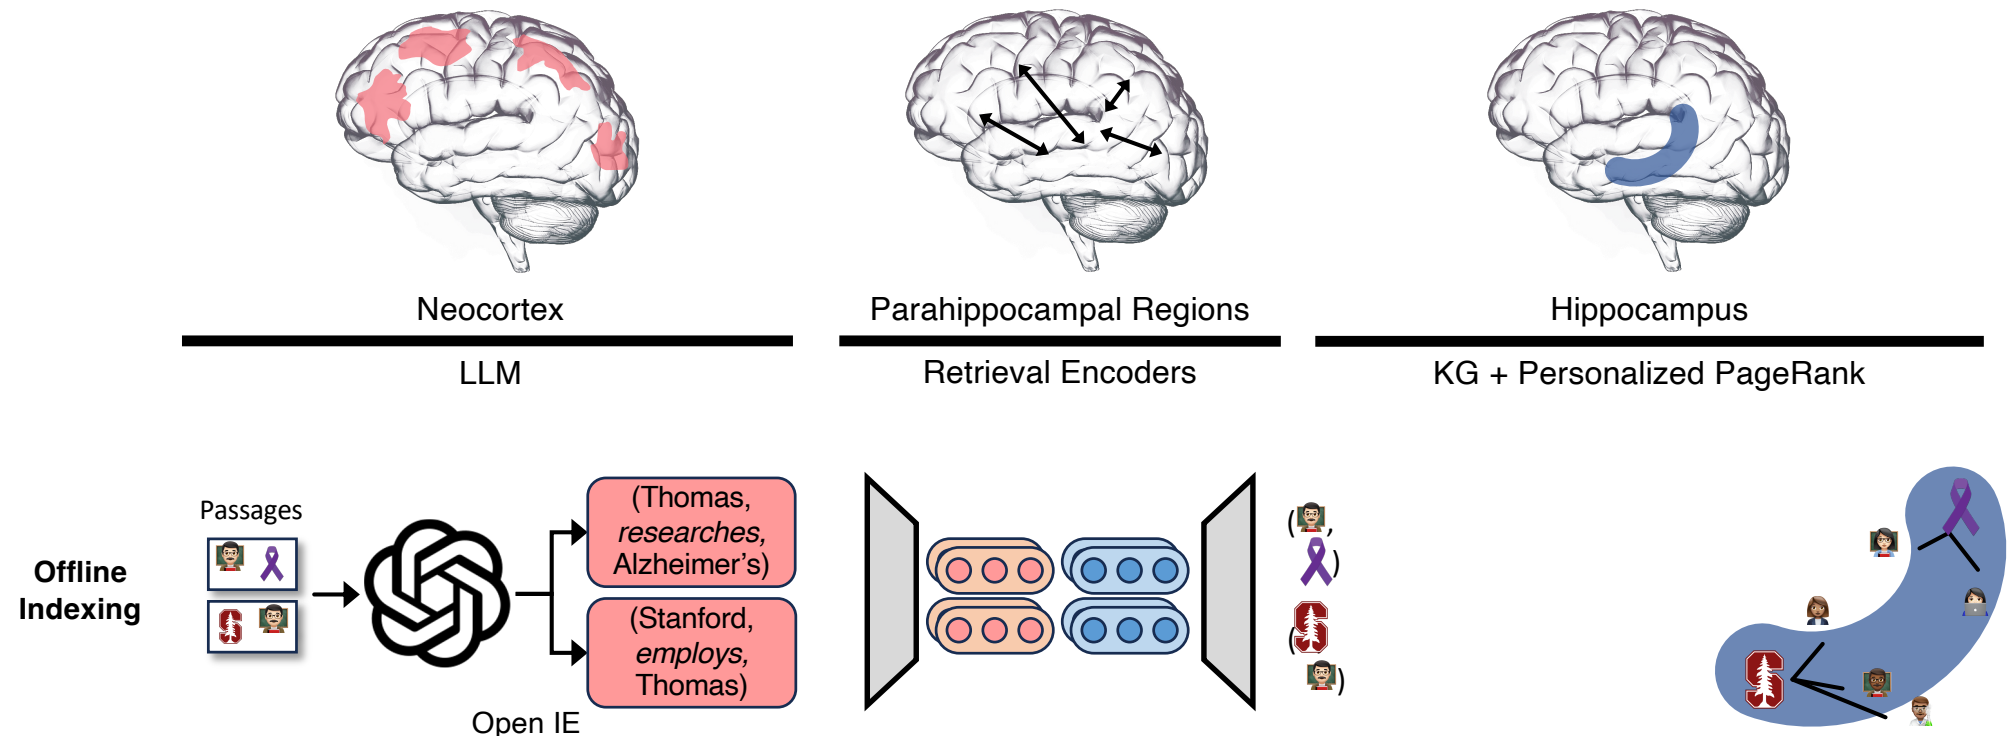 Neocortex
Parahippocampal Regions
Hippocampus
LLM
Retrieval Encoders
KG + Personalized PageRank
Offline
Indexing
Passages
(Thomas,
researches,
Alzheimer's)
(Stanford,
employs,
Thomas)
Open IE
( ,
)
(
)
S
S
S